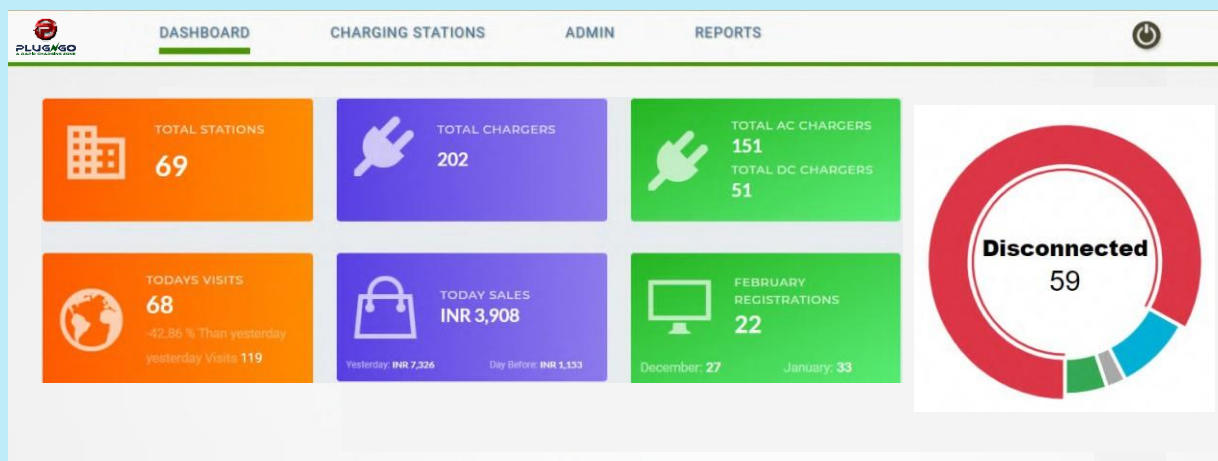 PLUGNGO
DASHBOARD
CHARGING STATIONS
ADMIN
REPORTS
TOTAL STATIONS
69
TOTAL CHARGERS
202
TOTAL AC CHARGERS
151
TOTAL DC CHARGERS
51
TODAYS VISITS
68
-42.86 % Than yesterday
yesterday Visits 119
TODAY SALES
INR 3,908
Yesterday: INR 7,326
Day Before: INR 1,153
FEBRUARY
REGISTRATIONS
22
December: 27
January: 33
Disconnected
59